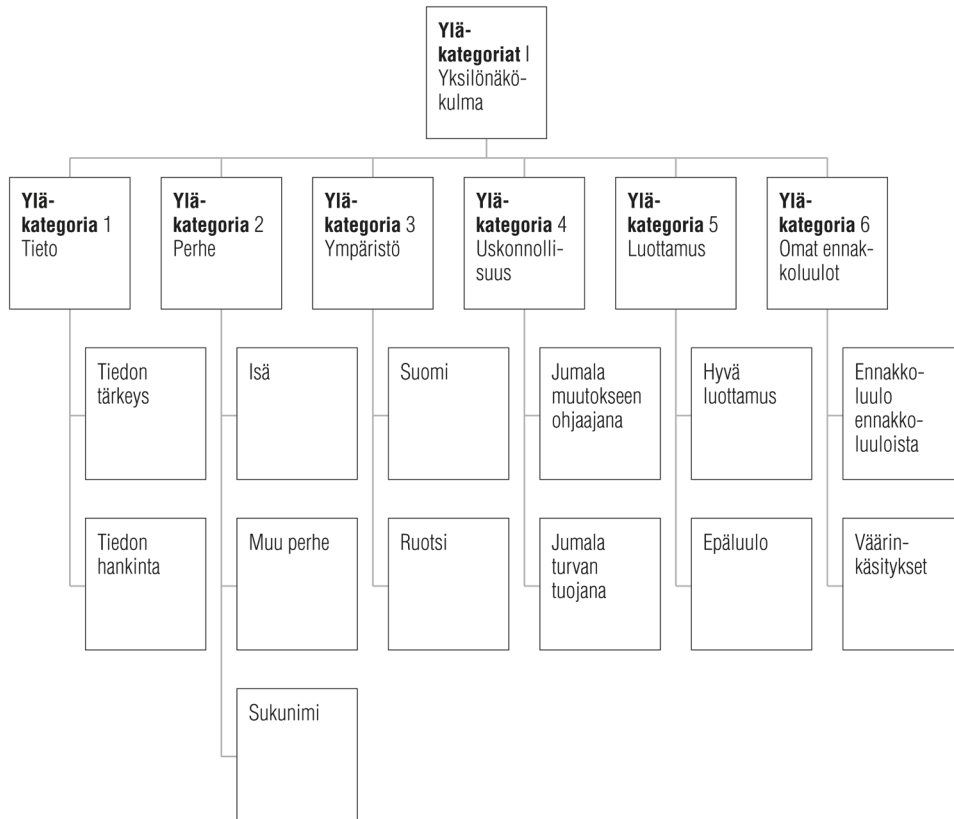 Ylä-
kategoriat I
Yksilönäkö-
kulma
Ylä-
kategoria 1
Tieto
Ylä-
kategoria 2
Perhe
Ylä-
kategoria 3
Ympäristö
Ylä-
kategoria 4
Uskonnolli-
suus
Ylä-
kategoria 5
Luottamus
Ylä-
kategoria 6
Omat ennak-
koluulot
Tiedon
tärkeys
Isä
Suomi
Jumala
muutokseen
ohjaajana
Hyvä
luottamus
Ennakko-
luulo
ennakko-
luuloista
Tiedon
hankinta
Muu perhe
Ruotsi
Jumala
turvan
tuojana
Epäluulo
Väärin-
käsitykset
Sukunimi